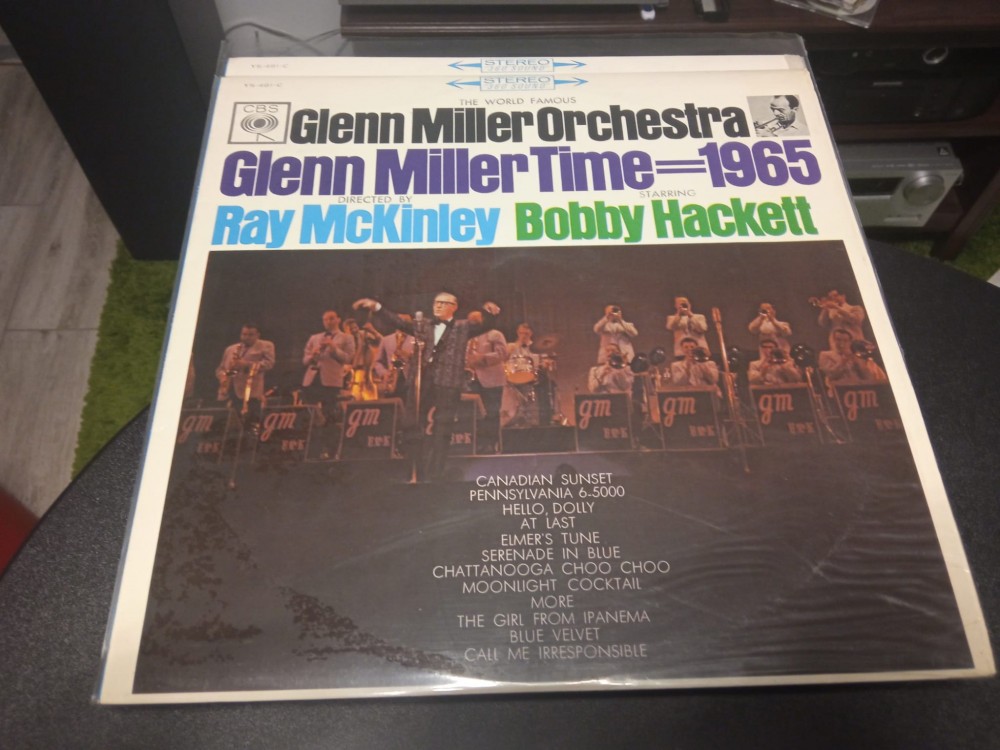 STEREO
360 SOUND
STEREO
360 SOUND
THE WORLD FAMOUS
CBS
Glenn Miller Orchestra
Glenn Miller Time=1965
DIRECTED BY
STARRING
Ray McKinley Bobby Hackett
gm
gm
gm
gm
gm
gm
gm
CANADIAN SUNSET
PENNSYLVANIA 6-5000
HELLO, DOLLY
AT LAST
ELMER'S TUNE
SERENADE IN BLUE
CHATTANOOGA CHOO CHOO
MOONLIGHT COCKTAIL
MORE
THE GIRL FROM IPANEMA
BLUE VELVET
CALL ME IRRESPONSIBLE